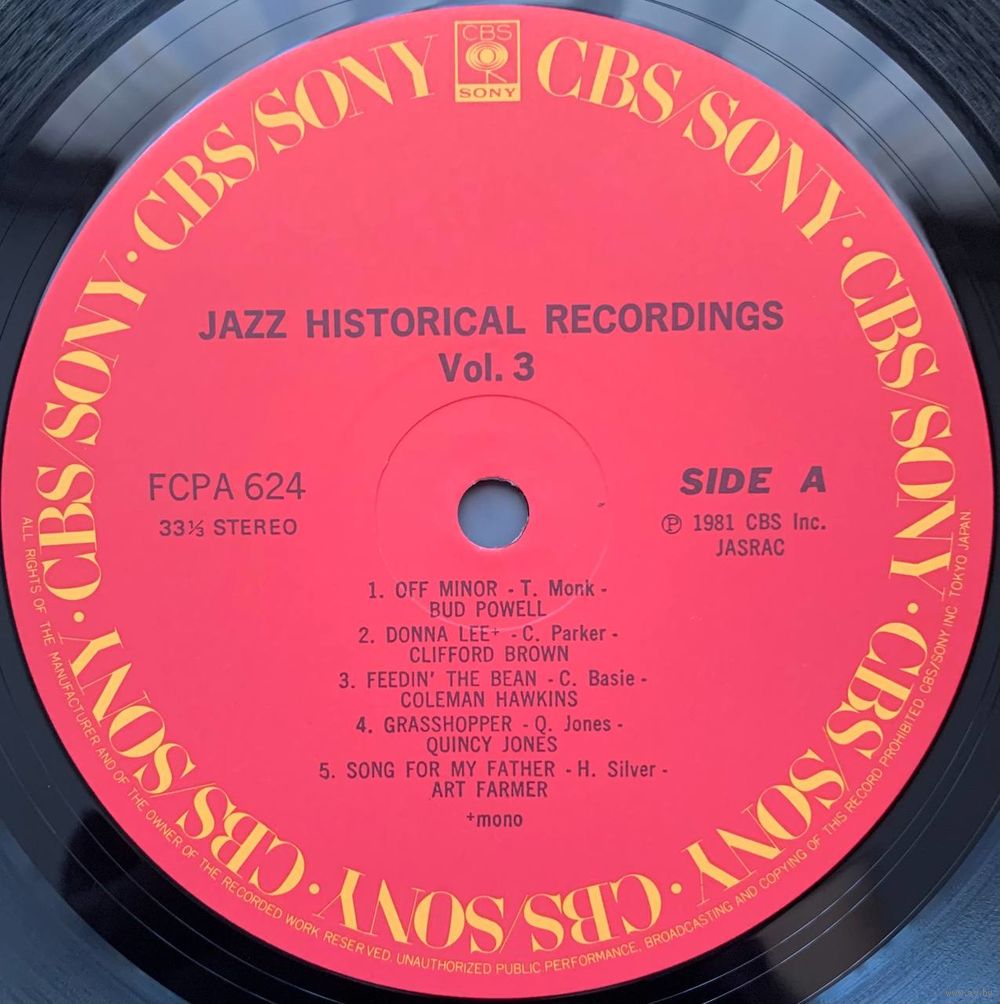 CBS
SONY
CBS/SONY · CBS/SONY · CBS/SONY · CBS/SONY · CBS/SONY · CBS/SONY · CBS/SONY · CBS/SONY · CBS/SONY
JAZZ HISTORICAL RECORDINGS
Vol. 3
FCPA 624
33⅓ STEREO
SIDE A
Ⓟ 1981 CBS Inc.
JASRAC
1. OFF MINOR - T. Monk -
BUD POWELL
2. DONNA LEE⁺ - C. Parker -
CLIFFORD BROWN
3. FEEDIN' THE BEAN - C. Basie -
COLEMAN HAWKINS
4. GRASSHOPPER - Q. Jones -
QUINCY JONES
5. SONG FOR MY FATHER - H. Silver -
ART FARMER
⁺mono
ALL RIGHTS OF THE MANUFACTURER AND OF THE OWNER OF THE RECORDED WORK RESERVED. UNAUTHORIZED PUBLIC PERFORMANCE, BROADCASTING AND COPYING OF THIS RECORD PROHIBITED. CBS/SONY INC. TOKYO JAPAN